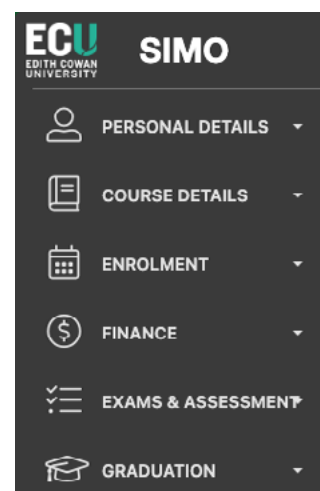 ECU
EDITH COWAN
UNIVERSITY
SIMO
PERSONAL DETAILS
COURSE DETAILS
ENROLMENT
FINANCE
EXAMS & ASSESSMENT
GRADUATION